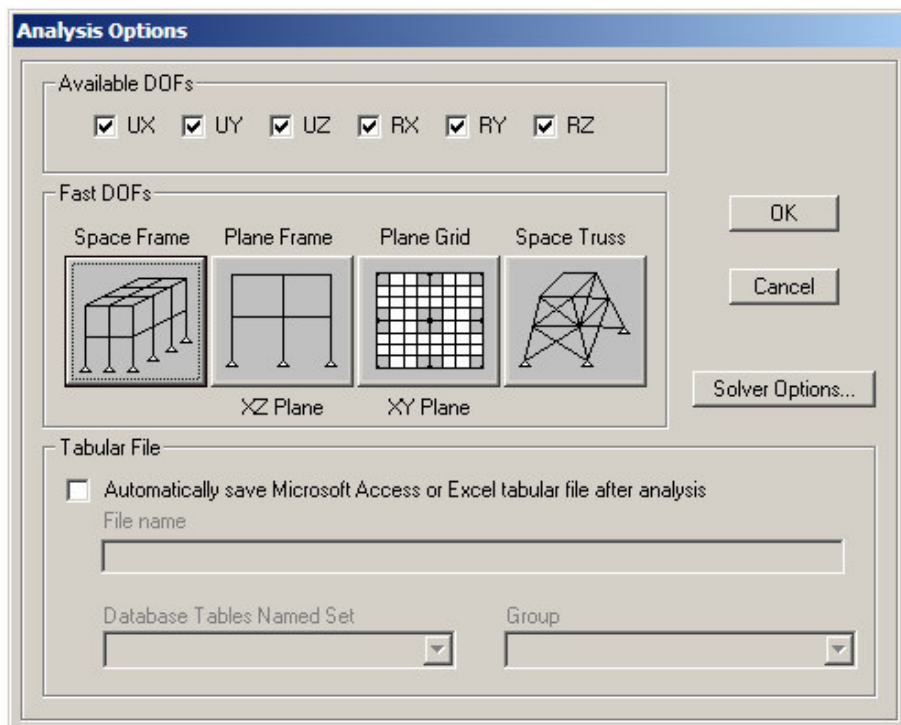 Analysis Options
Available DOFs
UX UY UZ RX RY RZ
Fast DOFs
Space Frame Plane Frame Plane Grid Space Truss
XZ Plane XY Plane
OK
Cancel
Solver Options...
Tabular File
Automatically save Microsoft Access or Excel tabular file after analysis
File name
Database Tables Named Set Group